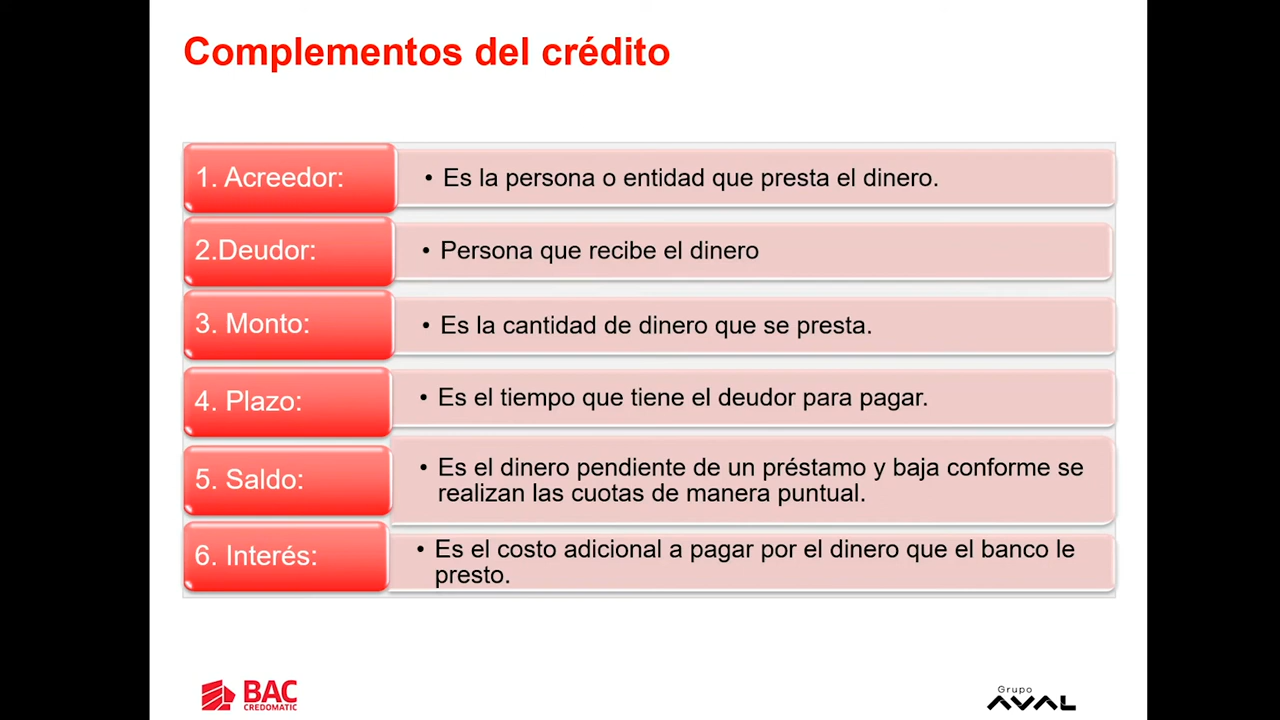 Complementos del crédito
1. Acreedor:
• Es la persona o entidad que presta el dinero.
2.Deudor:
• Persona que recibe el dinero
3. Monto:
• Es la cantidad de dinero que se presta.
4. Plazo:
• Es el tiempo que tiene el deudor para pagar.
5. Saldo:
• Es el dinero pendiente de un préstamo y baja conforme se
realizan las cuotas de manera puntual.
6. Interés:
• Es el costo adicional a pagar por el dinero que el banco le
presto.
BAC
CREDOMATIC
Grupo
AVAL